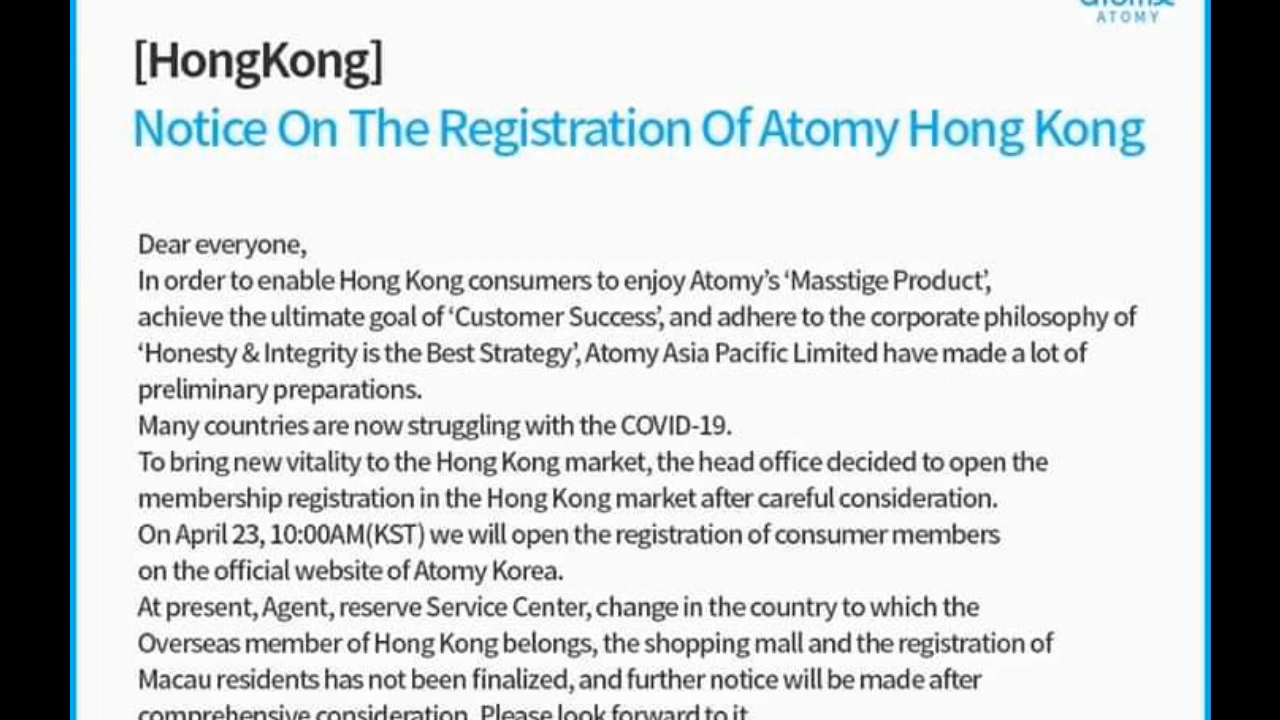 ATOMY
[HongKong]
Notice On The Registration Of Atomy Hong Kong
Dear everyone,
In order to enable Hong Kong consumers to enjoy Atomy's 'Masstige Product',
achieve the ultimate goal of 'Customer Success', and adhere to the corporate philosophy of
'Honesty & Integrity is the Best Strategy', Atomy Asia Pacific Limited have made a lot of
preliminary preparations.
Many countries are now struggling with the COVID-19.
To bring new vitality to the Hong Kong market, the head office decided to open the
membership registration in the Hong Kong market after careful consideration.
On April 23, 10:00AM(KST) we will open the registration of consumer members
on the official website of Atomy Korea.
At present, Agent, reserve Service Center, change in the country to which the
Overseas member of Hong Kong belongs, the shopping mall and the registration of
Macau residents has not been finalized, and further notice will be made after
comprehensive consideration. Please look forward to it